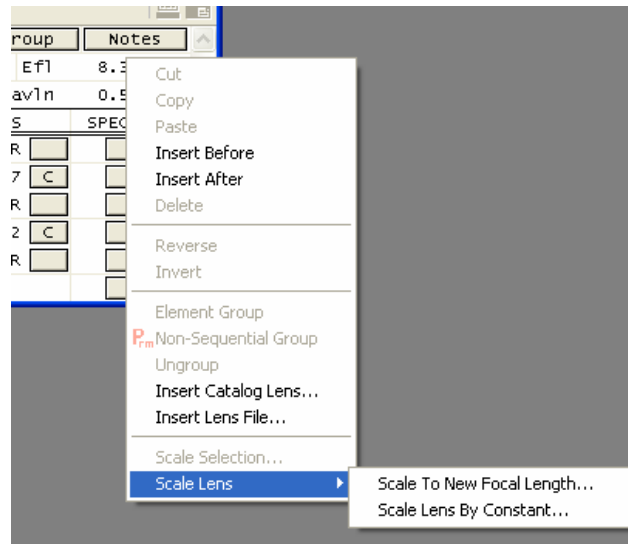 roup Notes
Efl 8.3
avln 0.5
S SPEC
R
7 C
R
2 C
R
Cut
Copy
Paste
Insert Before
Insert After
Delete
Reverse
Invert
Element Group
Prm Non-Sequential Group
Ungroup
Insert Catalog Lens...
Insert Lens File...
Scale Selection...
Scale Lens
Scale To New Focal Length...
Scale Lens By Constant...